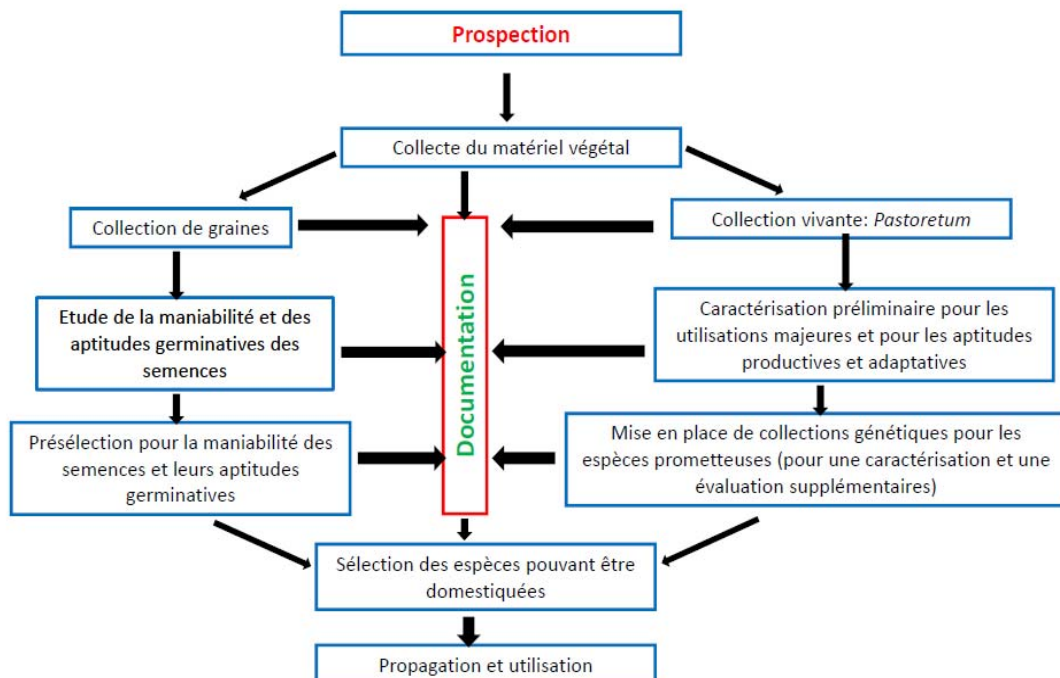 Prospection
Collecte du matériel végétal
Collection de graines
Collection vivante: Pastoretum
Documentation
Etude de la maniabilité et des
aptitudes germinatives des
semences
Caractérisation préliminaire pour les
utilisations majeures et pour les aptitudes
productives et adaptatives
Présélection pour la maniabilité des
semences et leurs aptitudes
germinatives
Mise en place de collections génétiques pour les
espèces prometteuses (pour une caractérisation et une
évaluation supplémentaires)
Sélection des espèces pouvant être
domestiquées
Propagation et utilisation